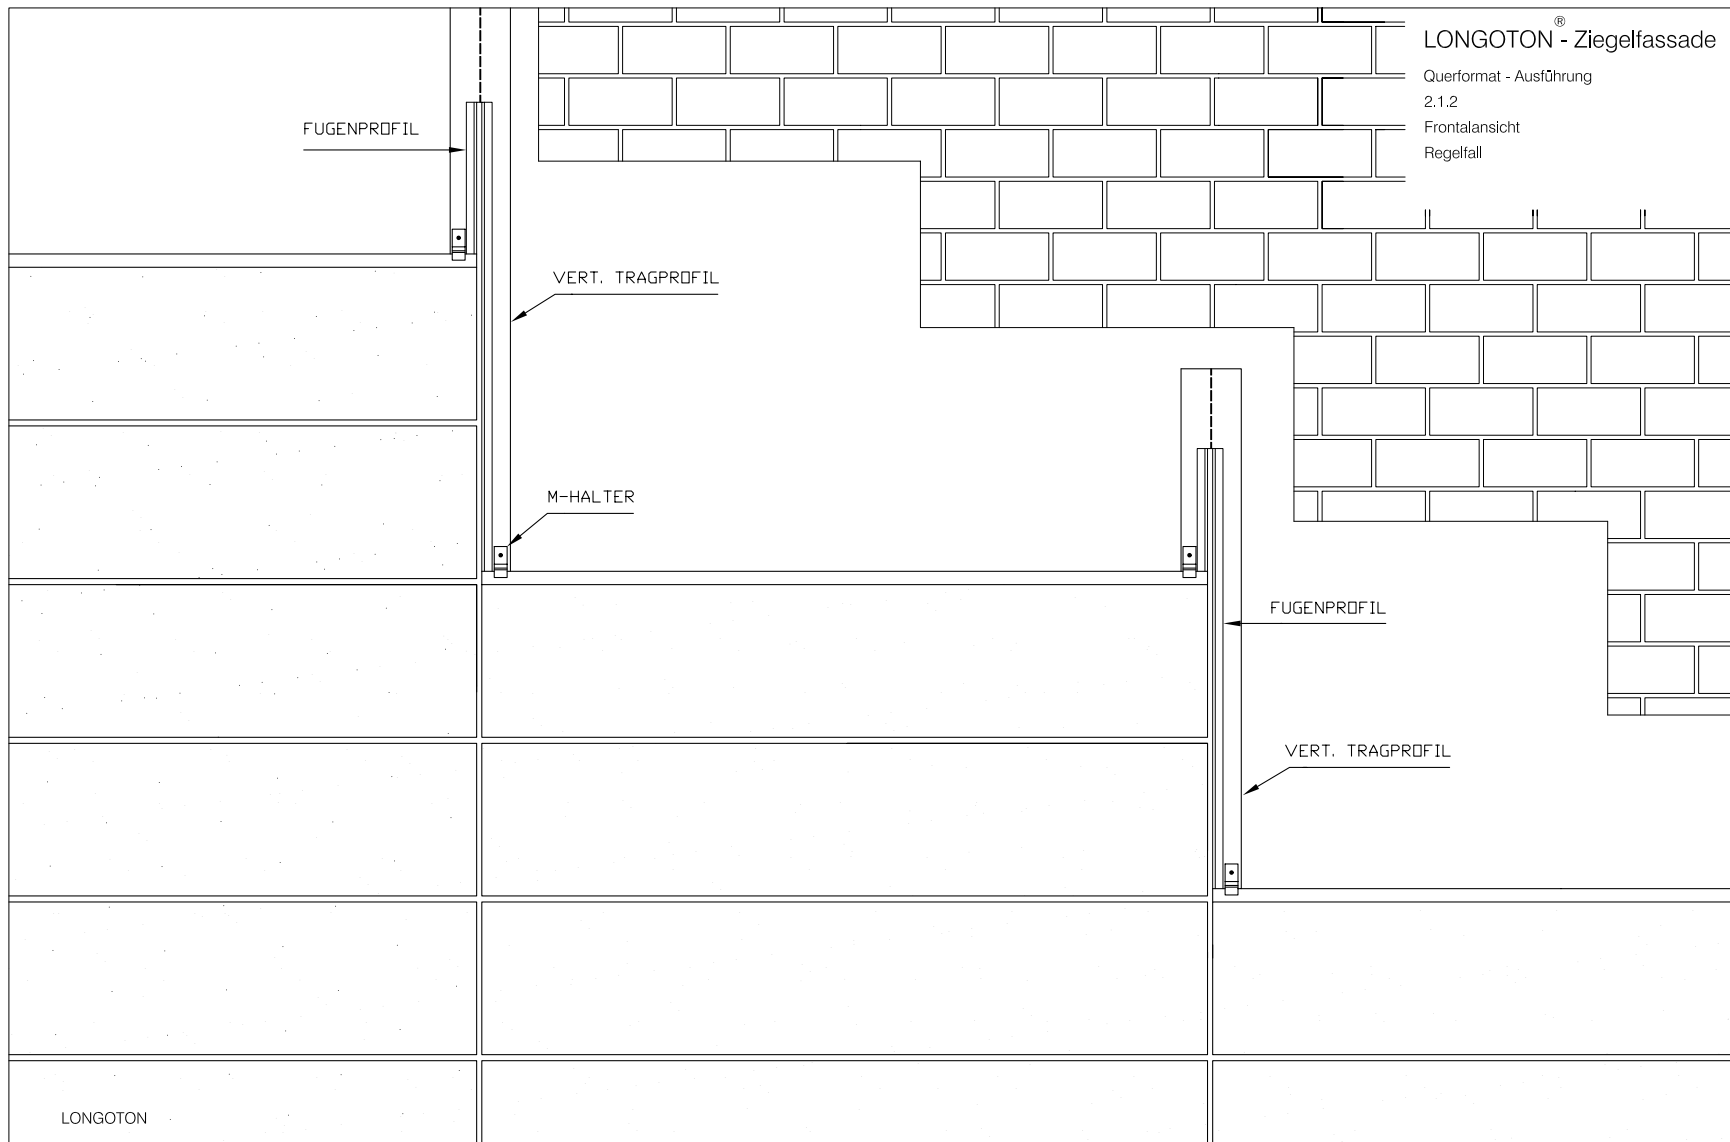 LONGOTON® - Ziegelfassade
Querformat - Ausführung
2.1.2
Frontalansicht
Regelfall
FUGENPROFIL
VERT. TRAGPROFIL
M-HALTER
FUGENPROFIL
VERT. TRAGPROFIL
LONGOTON